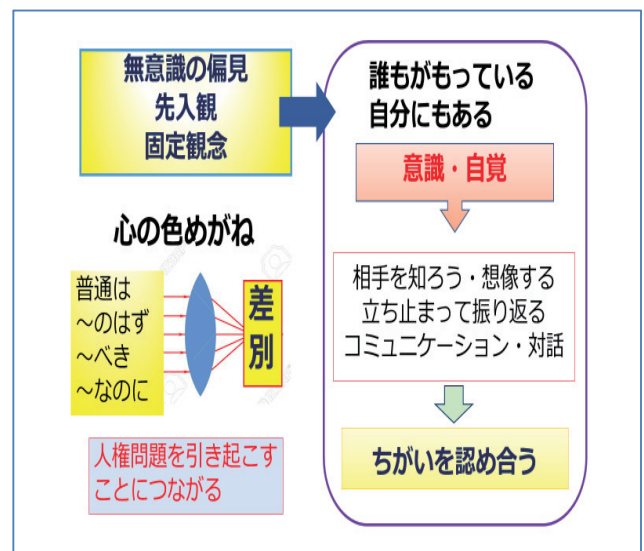 無意識の偏見
先入観
固定観念
心の色めがね
普通は
～のはず
～べき
～なのに
差
別
人権問題を引き起こす
ことにつながる
誰もがもっている
自分にもある
意識・自覚
相手を知ろう・想像する
立ち止まって振り返る
コミュニケーション・対話
ちがいを認め合う